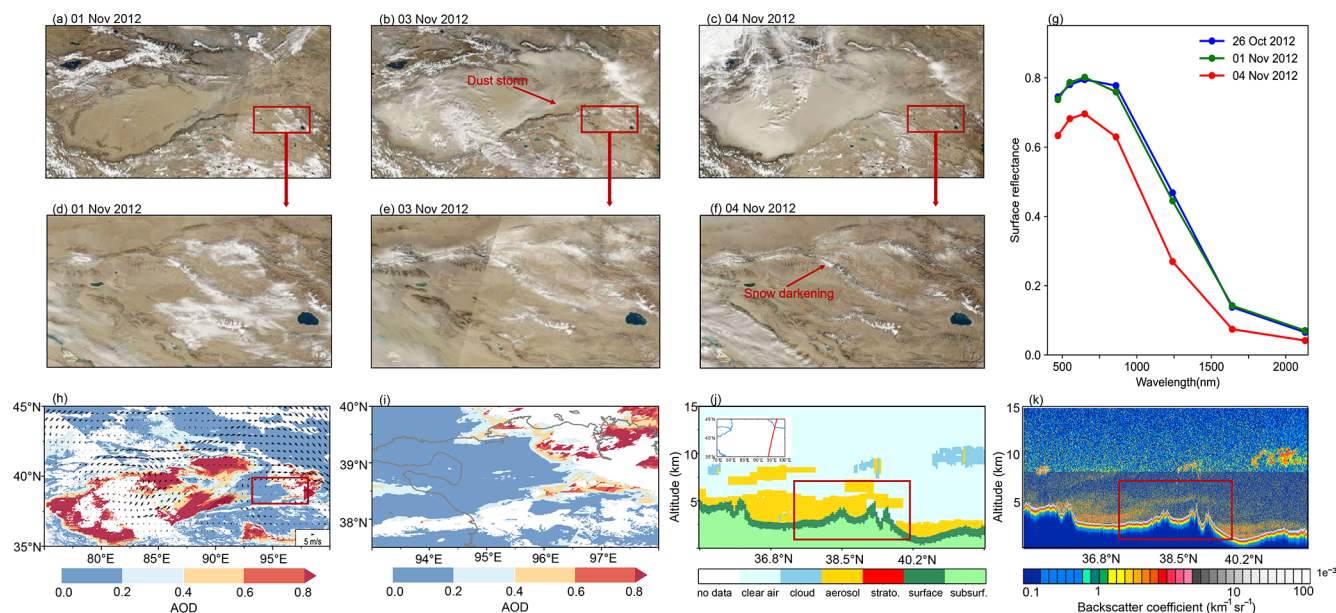 (a) 01 Nov 2012
(b) 03 Nov 2012
(c) 04 Nov 2012
(g)
Dust storm
26 Oct 2012
01 Nov 2012
04 Nov 2012
0.8
0.6
0.4
0.2
0.0
Surface reflectance
500
750
1000
1250
1500
1750
2000
Wavelength(nm)
(d) 01 Nov 2012
(e) 03 Nov 2012
(f) 04 Nov 2012
Snow darkening
(h)
45°N
40°N
35°N
80°E
85°E
90°E
95°E
5 m/s
0.0
0.2
0.4
0.6
0.8
AOD
(i)
40°N
39°N
38°N
94°E
95°E
96°E
97°E
0.0
0.2
0.4
0.6
0.8
AOD
(j)
15
10
5
Altitude (km)
45°N
40°N
35°N
36.8°N
38.5°N
40.2°N
no data
clear air
cloud
aerosol
strato.
surface
subsurf.
(k)
15
10
5
Altitude (km)
36.8°N
38.5°N
40.2°N
1e⁻³
0.1
1
10
100
Backscatter coefficient (km⁻¹ sr⁻¹)